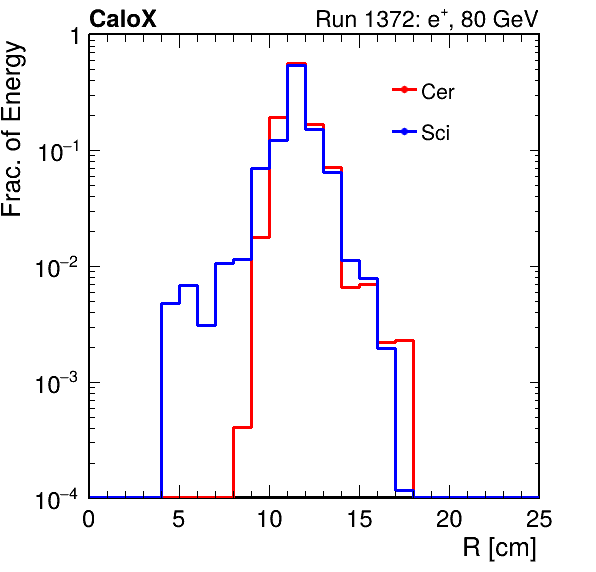 CaloX
Run 1372: e⁺, 80 GeV
Frac. of Energy
1
10⁻¹
10⁻²
10⁻³
10⁻⁴
Cer
Sci
0 5 10 15 20 25
R [cm]